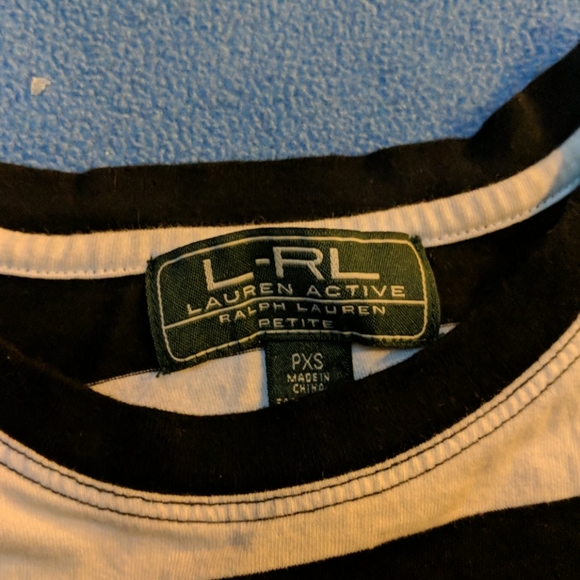 L-RL
LAUREN ACTIVE
RALPH LAUREN
PETITE
PXS
MADE IN
CHINA